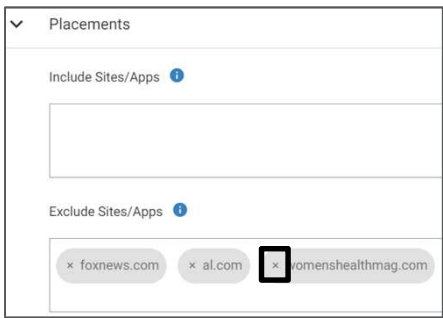 Placements
Include Sites/Apps
Exclude Sites/Apps
× foxnews.com × al.com × womenshealthmag.com